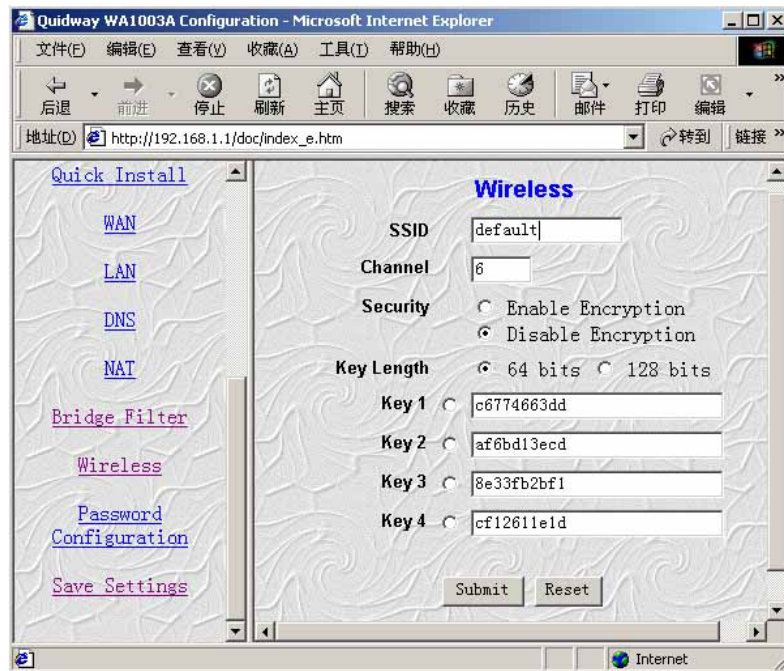 Quidway WA1003A Configuration - Microsoft Internet Explorer
文件(F) 编辑(E) 查看(V) 收藏(A) 工具(T) 帮助(H)
后退 前进 停止 刷新 主页 搜索 收藏 历史 邮件 打印 编辑 »
地址(D) http://192.168.1.1/doc/index_e.htm 转到 链接 »
Quick Install
WAN
LAN
DNS
NAT
Bridge Filter
Wireless
Password
Configuration
Save Settings
Wireless
SSID default
Channel 6
Security Enable Encryption
Disable Encryption
Key Length 64 bits 128 bits
Key 1 c6774663dd
Key 2 af6bd13ecd
Key 3 8e33fb2bf1
Key 4 cf12611e1d
Submit Reset
Internet